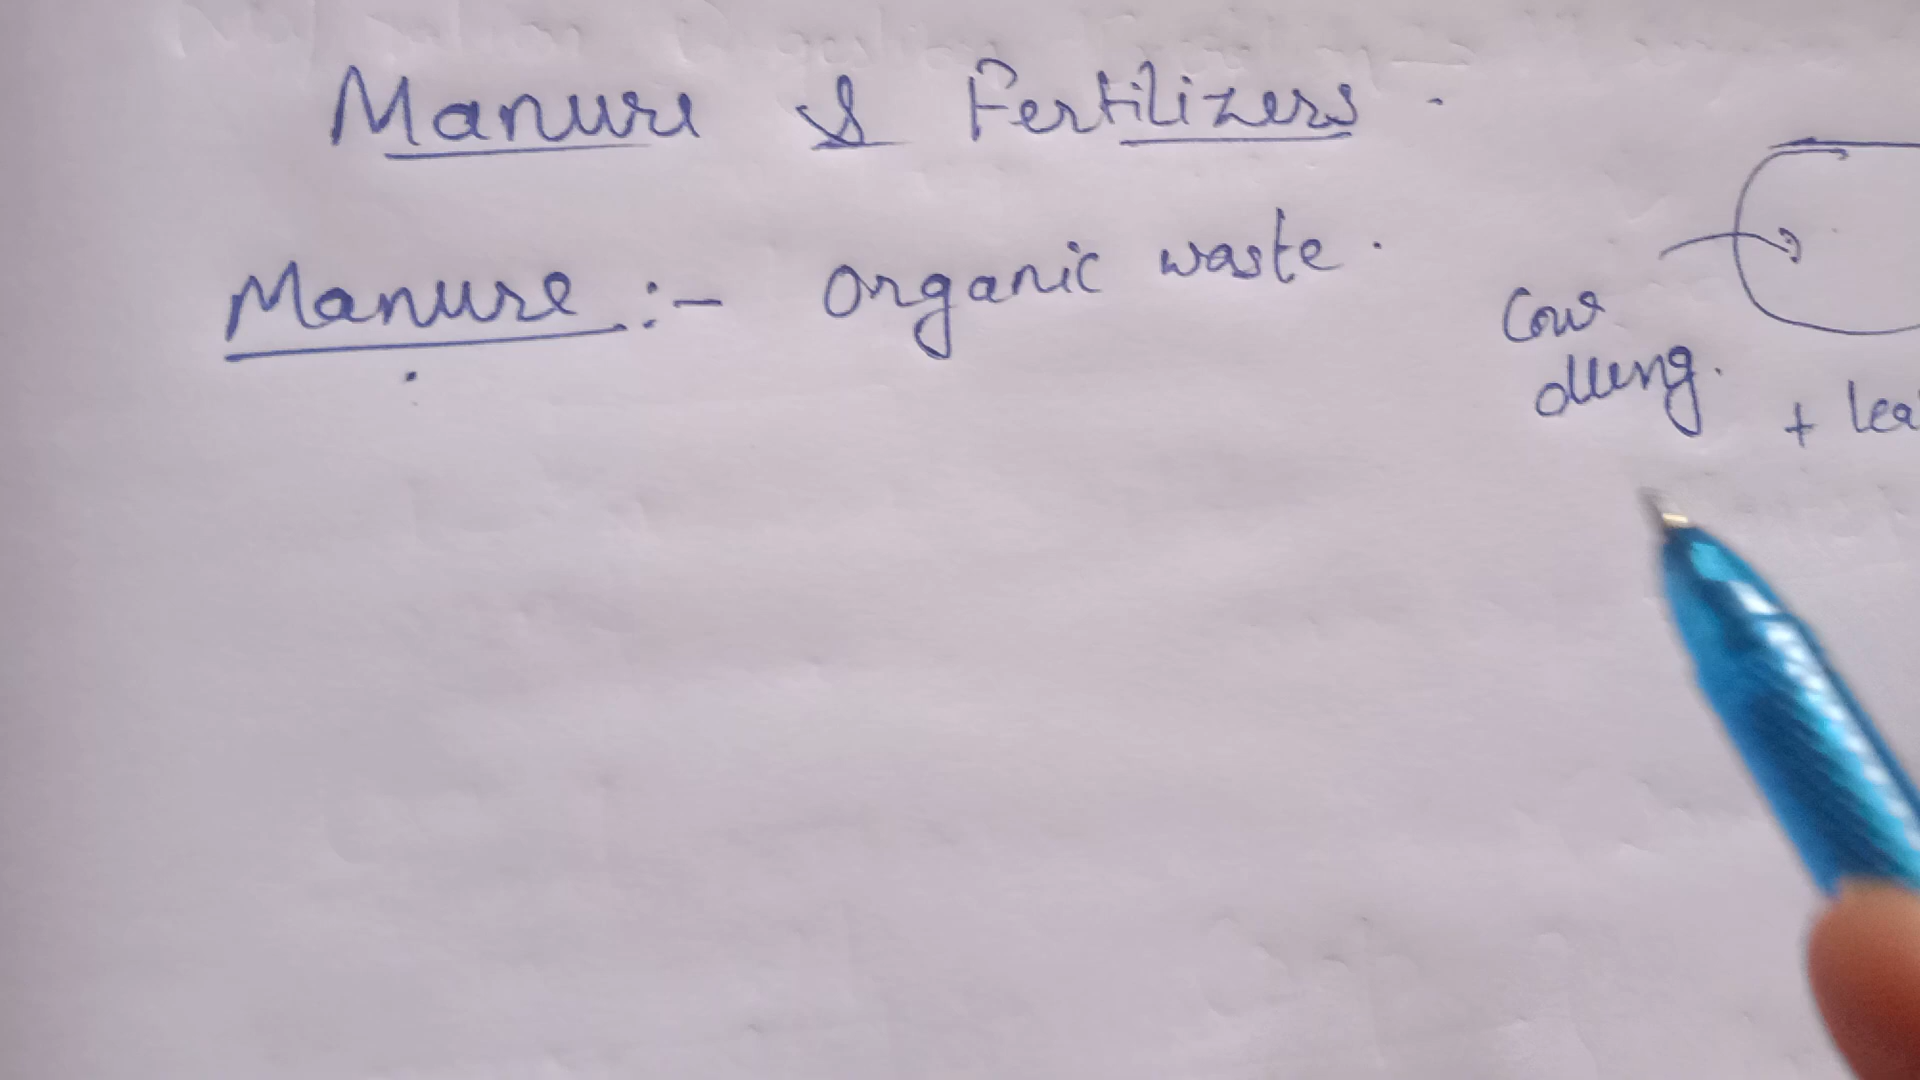 Manure & Fertilizers.
Manure :- Organic waste.
Cow
dung.
+ lea